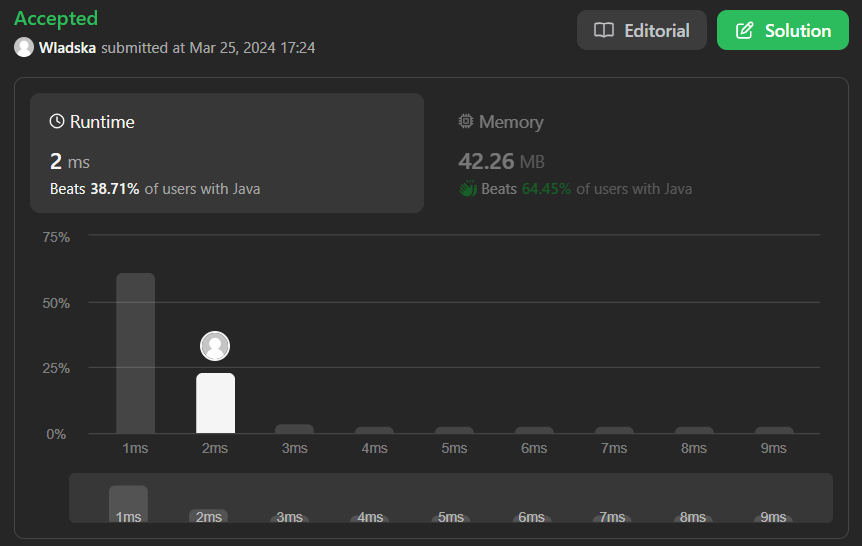 Accepted
Wladska submitted at Mar 25, 2024 17:24
Editorial
Solution
Runtime
2 ms
Beats 38.71% of users with Java
Memory
42.26 MB
Beats 64.45% of users with Java
75%
50%
25%
0%
1ms 2ms 3ms 4ms 5ms 6ms 7ms 8ms 9ms
1ms 2ms 3ms 4ms 5ms 6ms 7ms 8ms 9ms